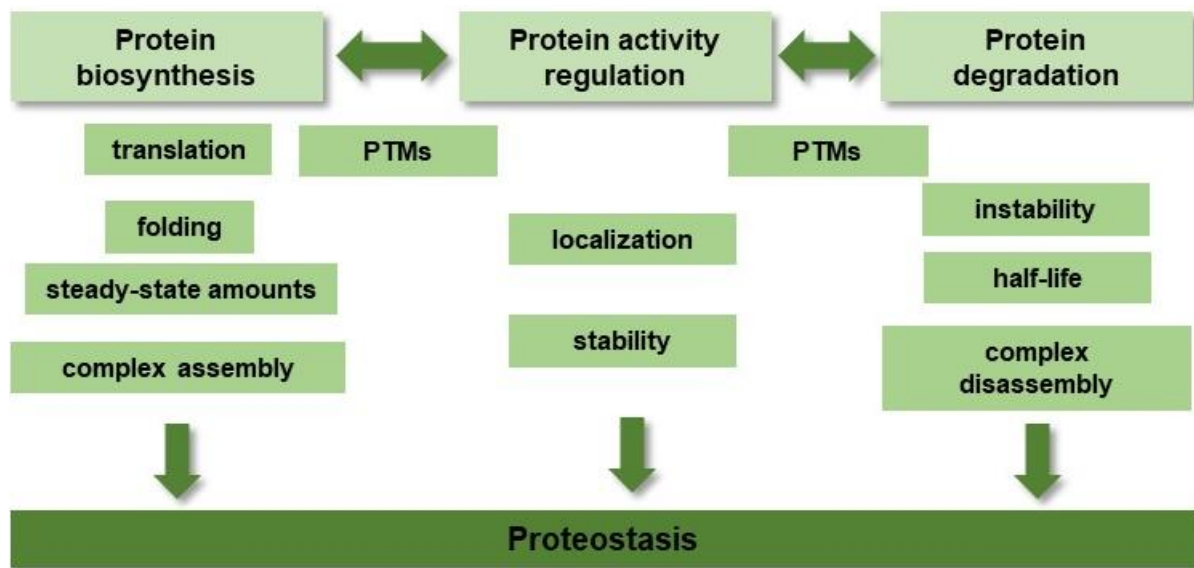 Protein
biosynthesis
Protein activity
regulation
Protein
degradation
translation
PTMs
PTMs
folding
localization
instability
steady-state amounts
half-life
complex assembly
stability
complex
disassembly
Proteostasis